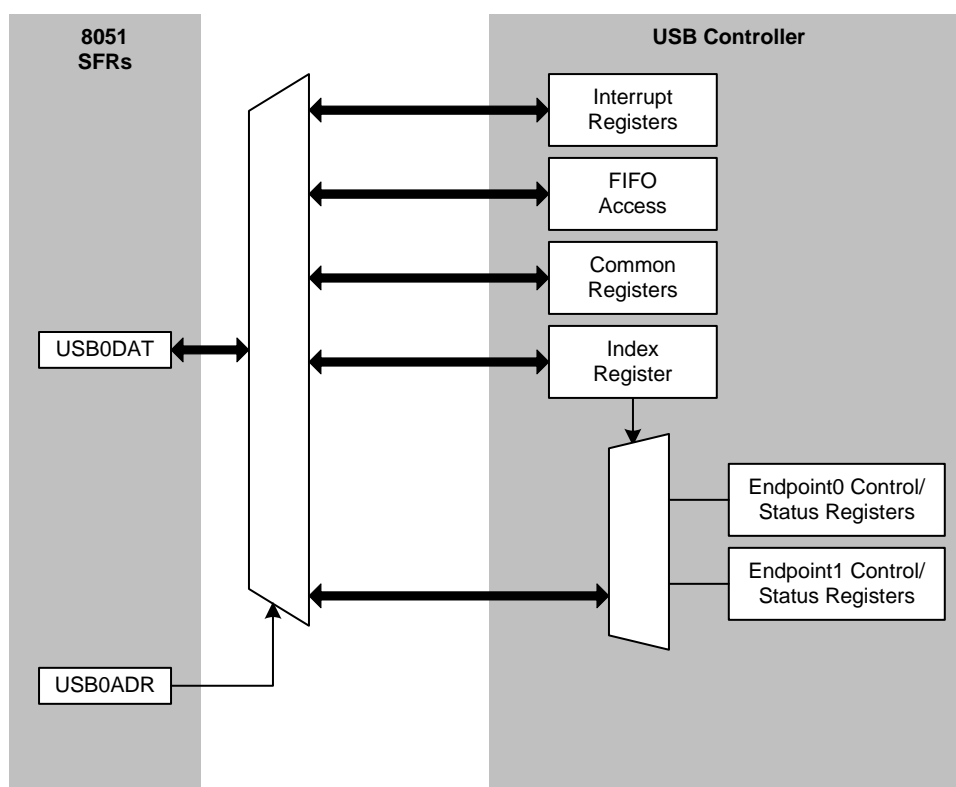 8051
SFRs
USB Controller
Interrupt
Registers
FIFO
Access
Common
Registers
USB0DAT
Index
Register
Endpoint0 Control/
Status Registers
Endpoint1 Control/
Status Registers
USB0ADR